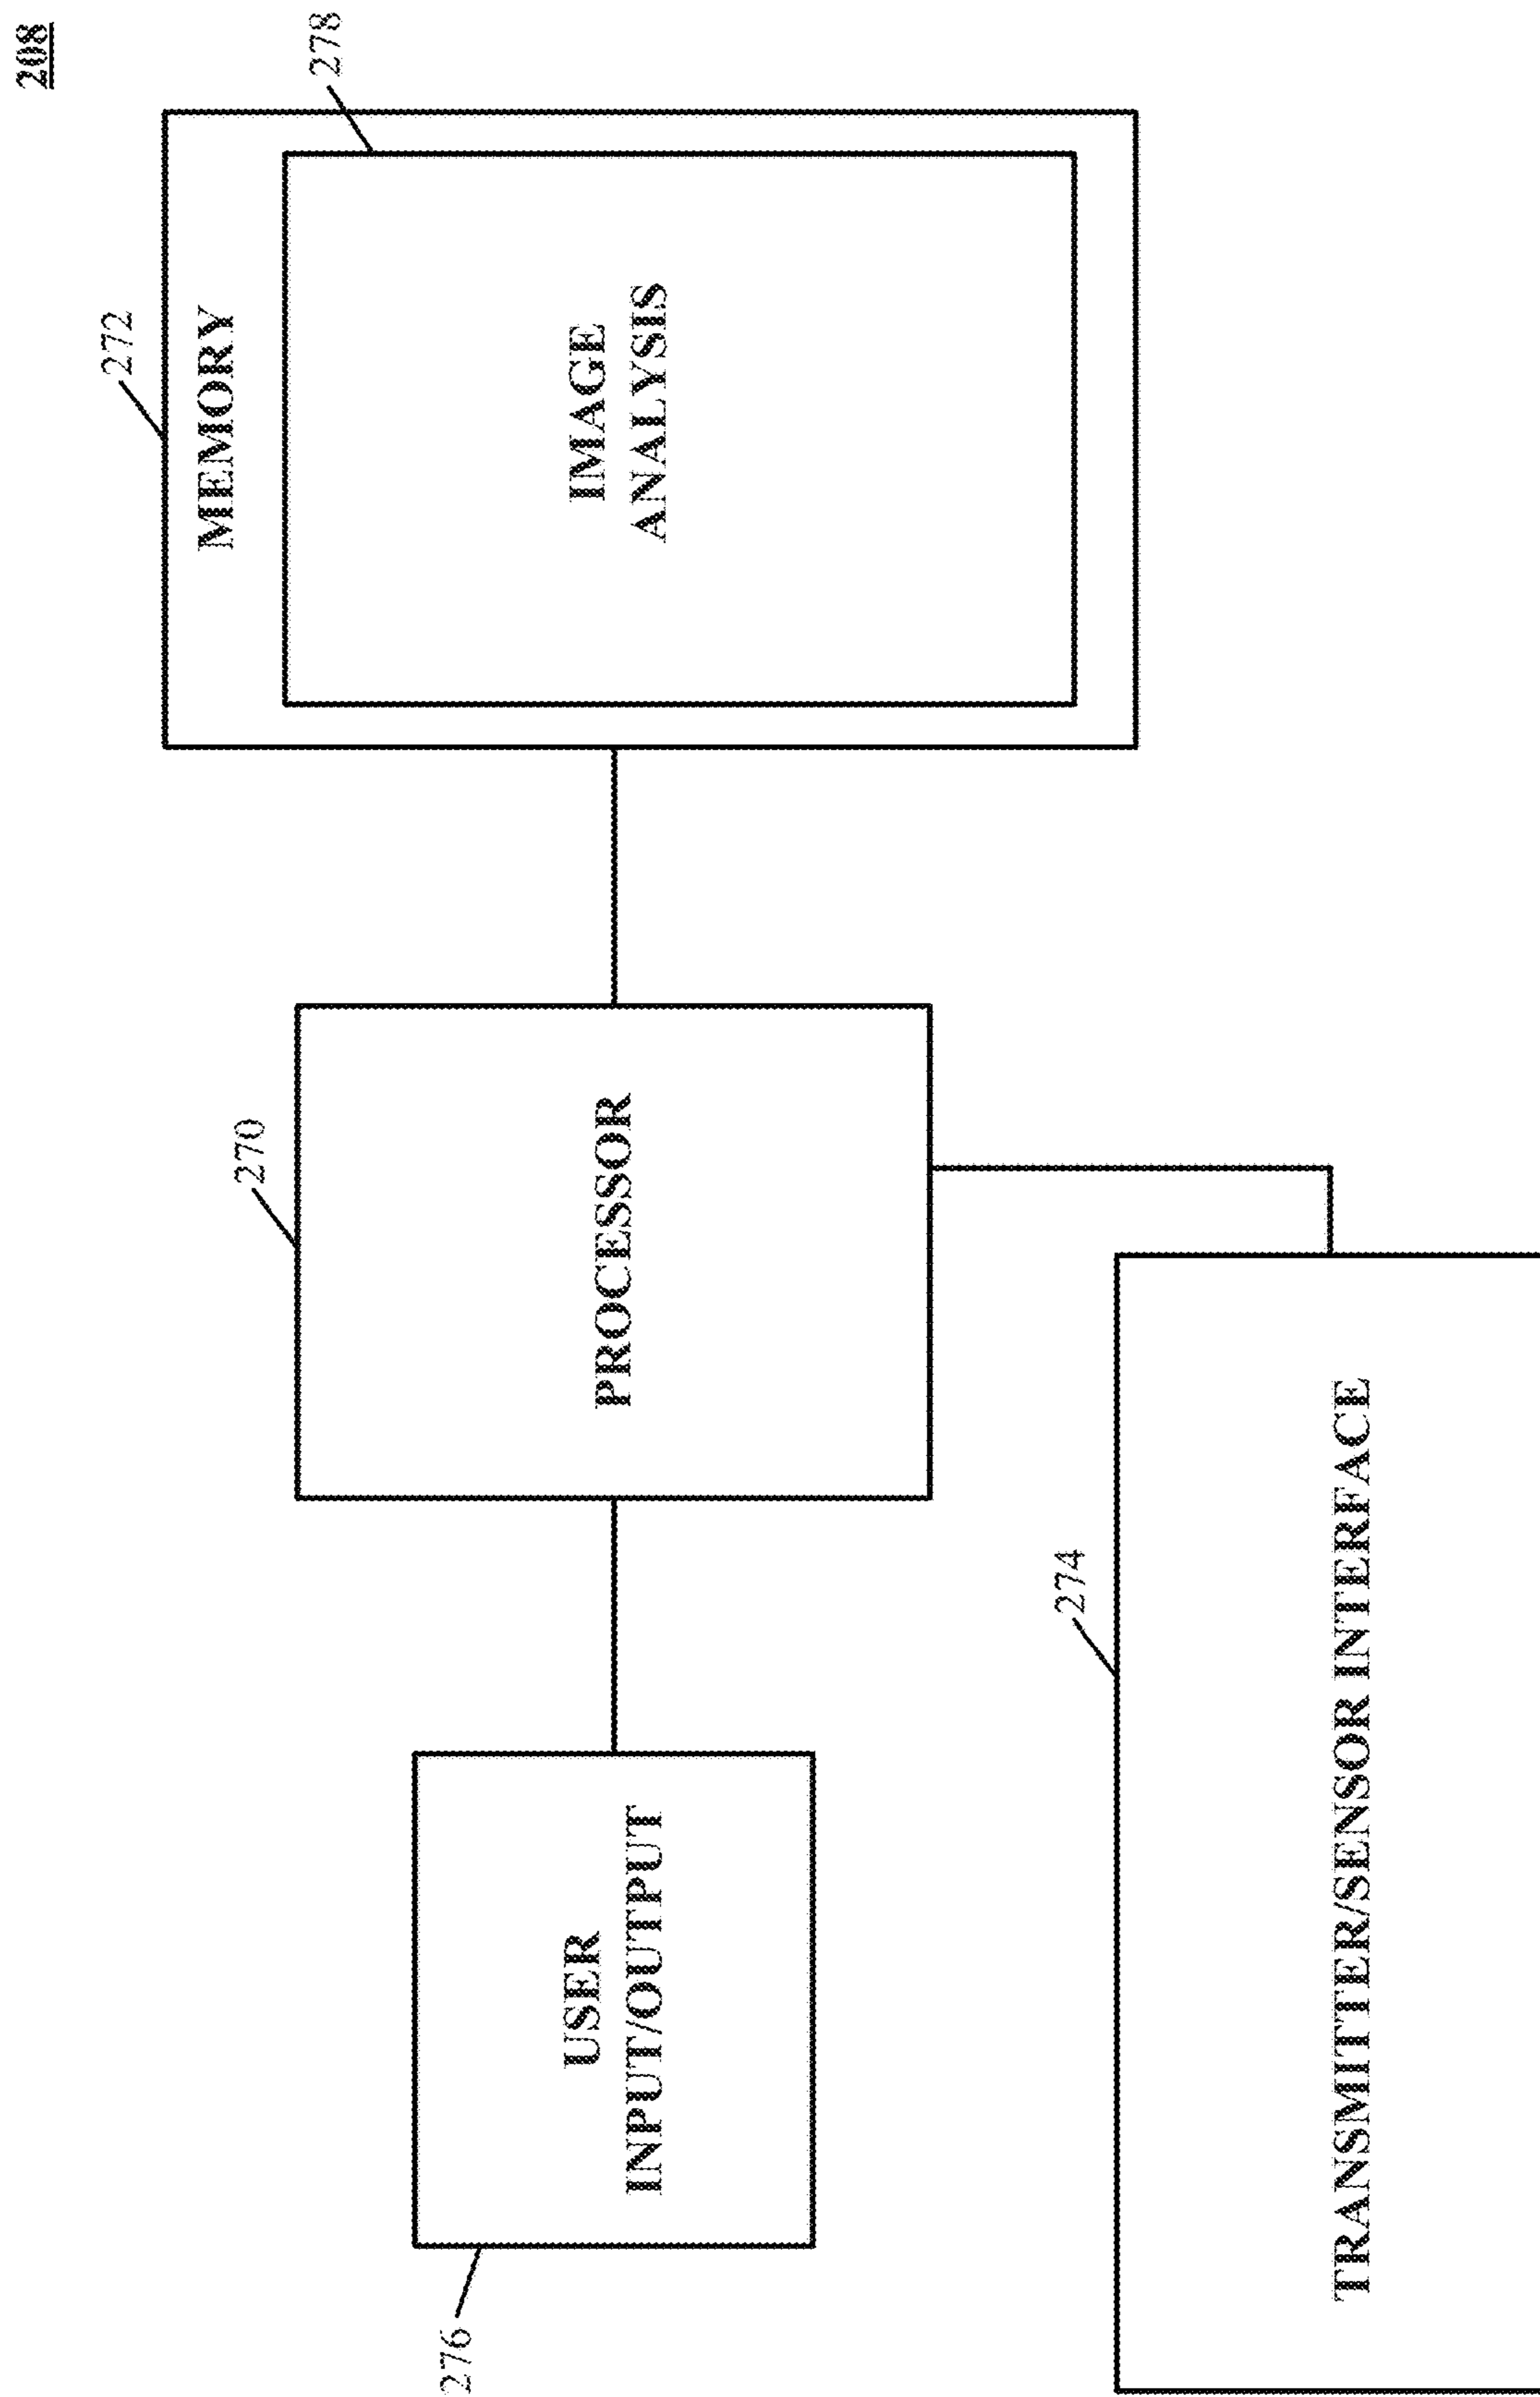 208
272
278
MEMORY
IMAGE
ANALYSIS
270
PROCESSOR
276
USER
INPUT/OUTPUT
274
TRANSMITTER/SENSOR INTERFACE